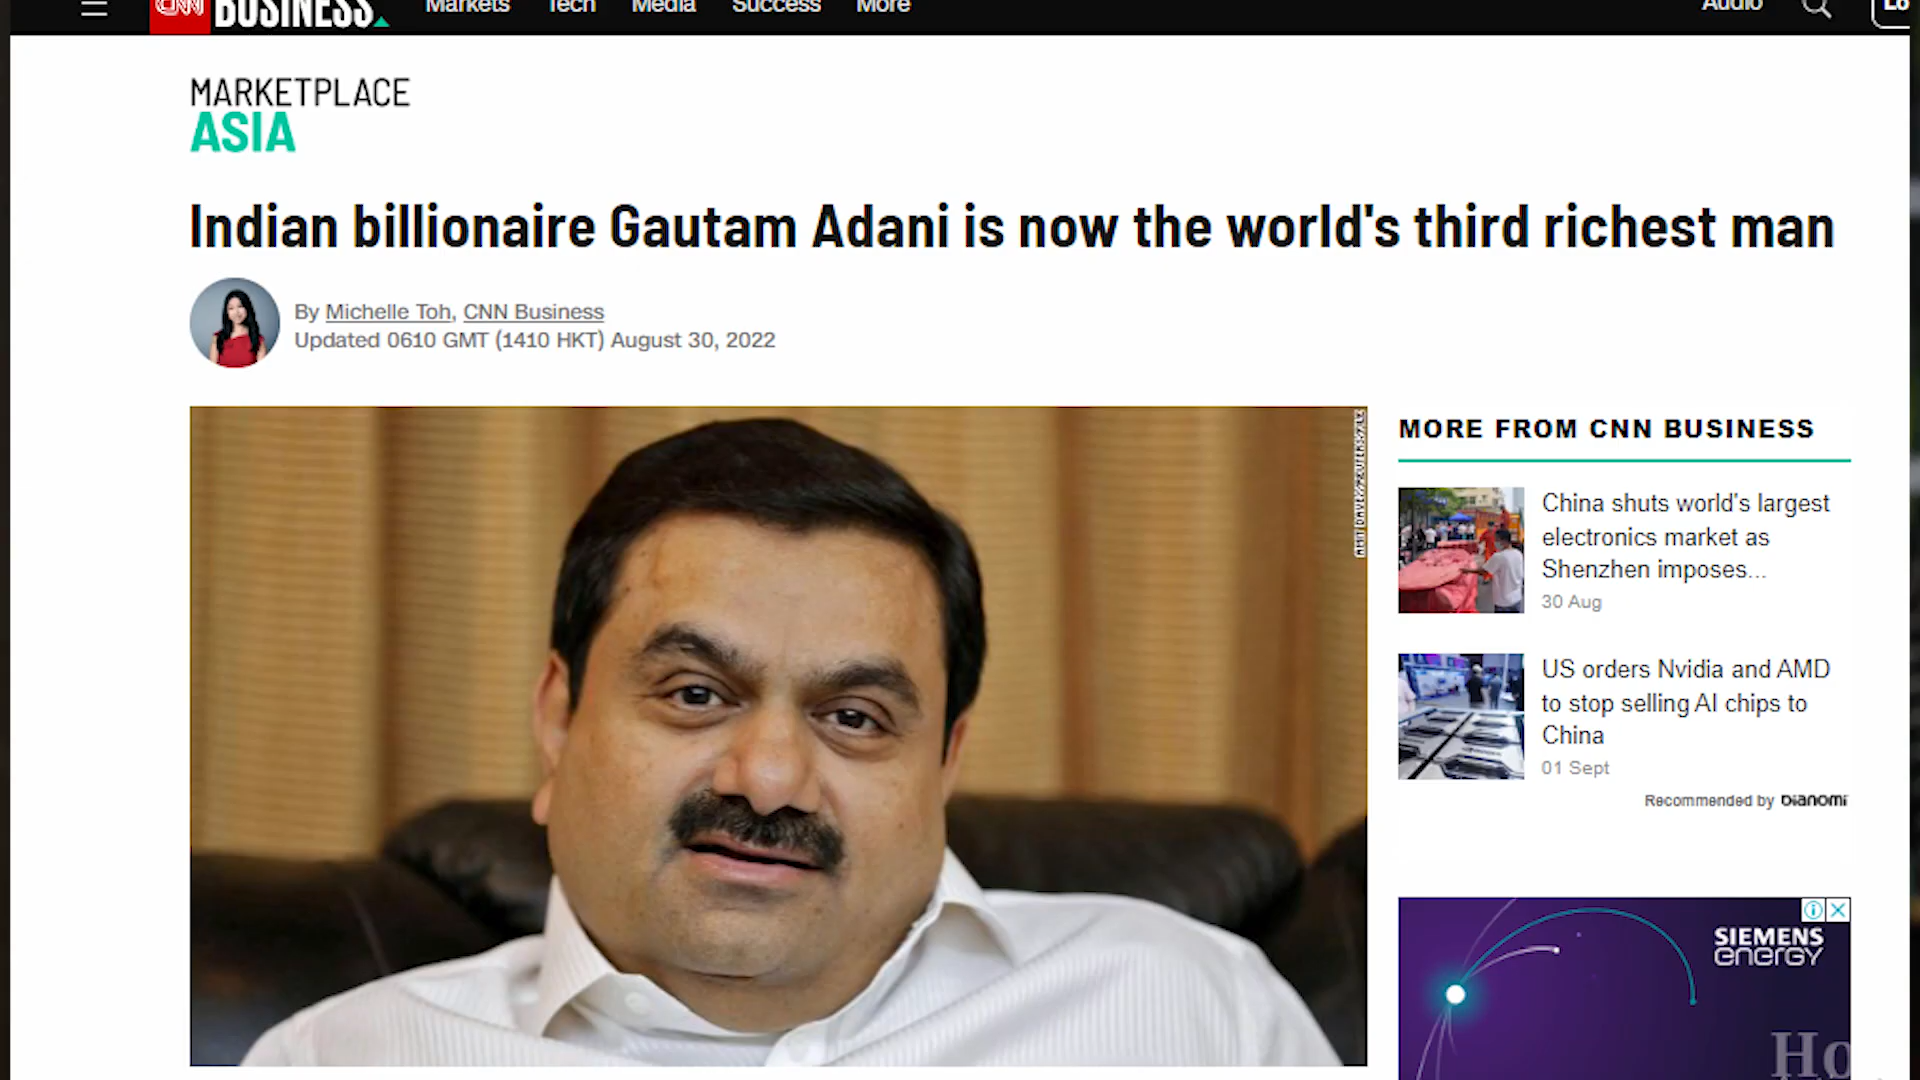 CNN BUSINESS
Markets Tech Media Success More
Audio
MARKETPLACE
ASIA
Indian billionaire Gautam Adani is now the world's third richest man
By Michelle Toh, CNN Business
Updated 0610 GMT (1410 HKT) August 30, 2022
MORE FROM CNN BUSINESS
China shuts world's largest
electronics market as
Shenzhen imposes...
30 Aug
US orders Nvidia and AMD
to stop selling AI chips to
China
01 Sept
Recommended by Dianomi
SIEMENS
energy
Ho